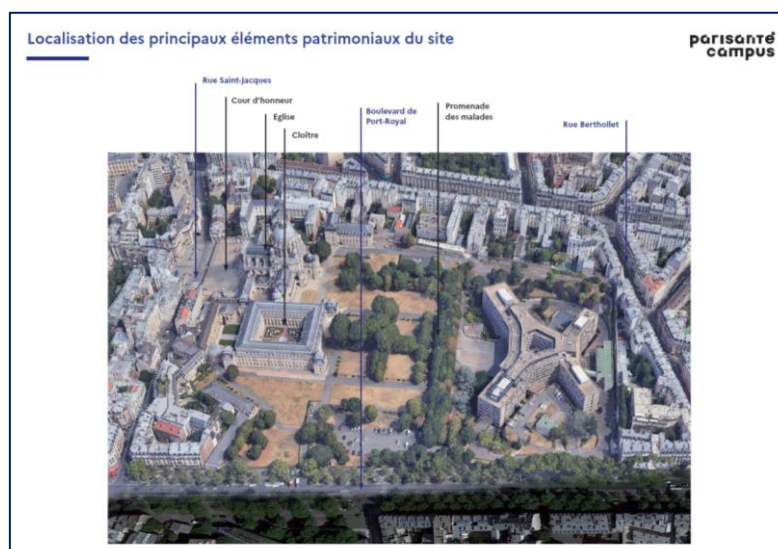 Localisation des principaux éléments patrimoniaux du site
parisanté
campus
Rue Saint-Jacques
Cour d'honneur
Eglise
Cloître
Boulevard de
Port-Royal
Promenade
des malades
Rue Berthollet